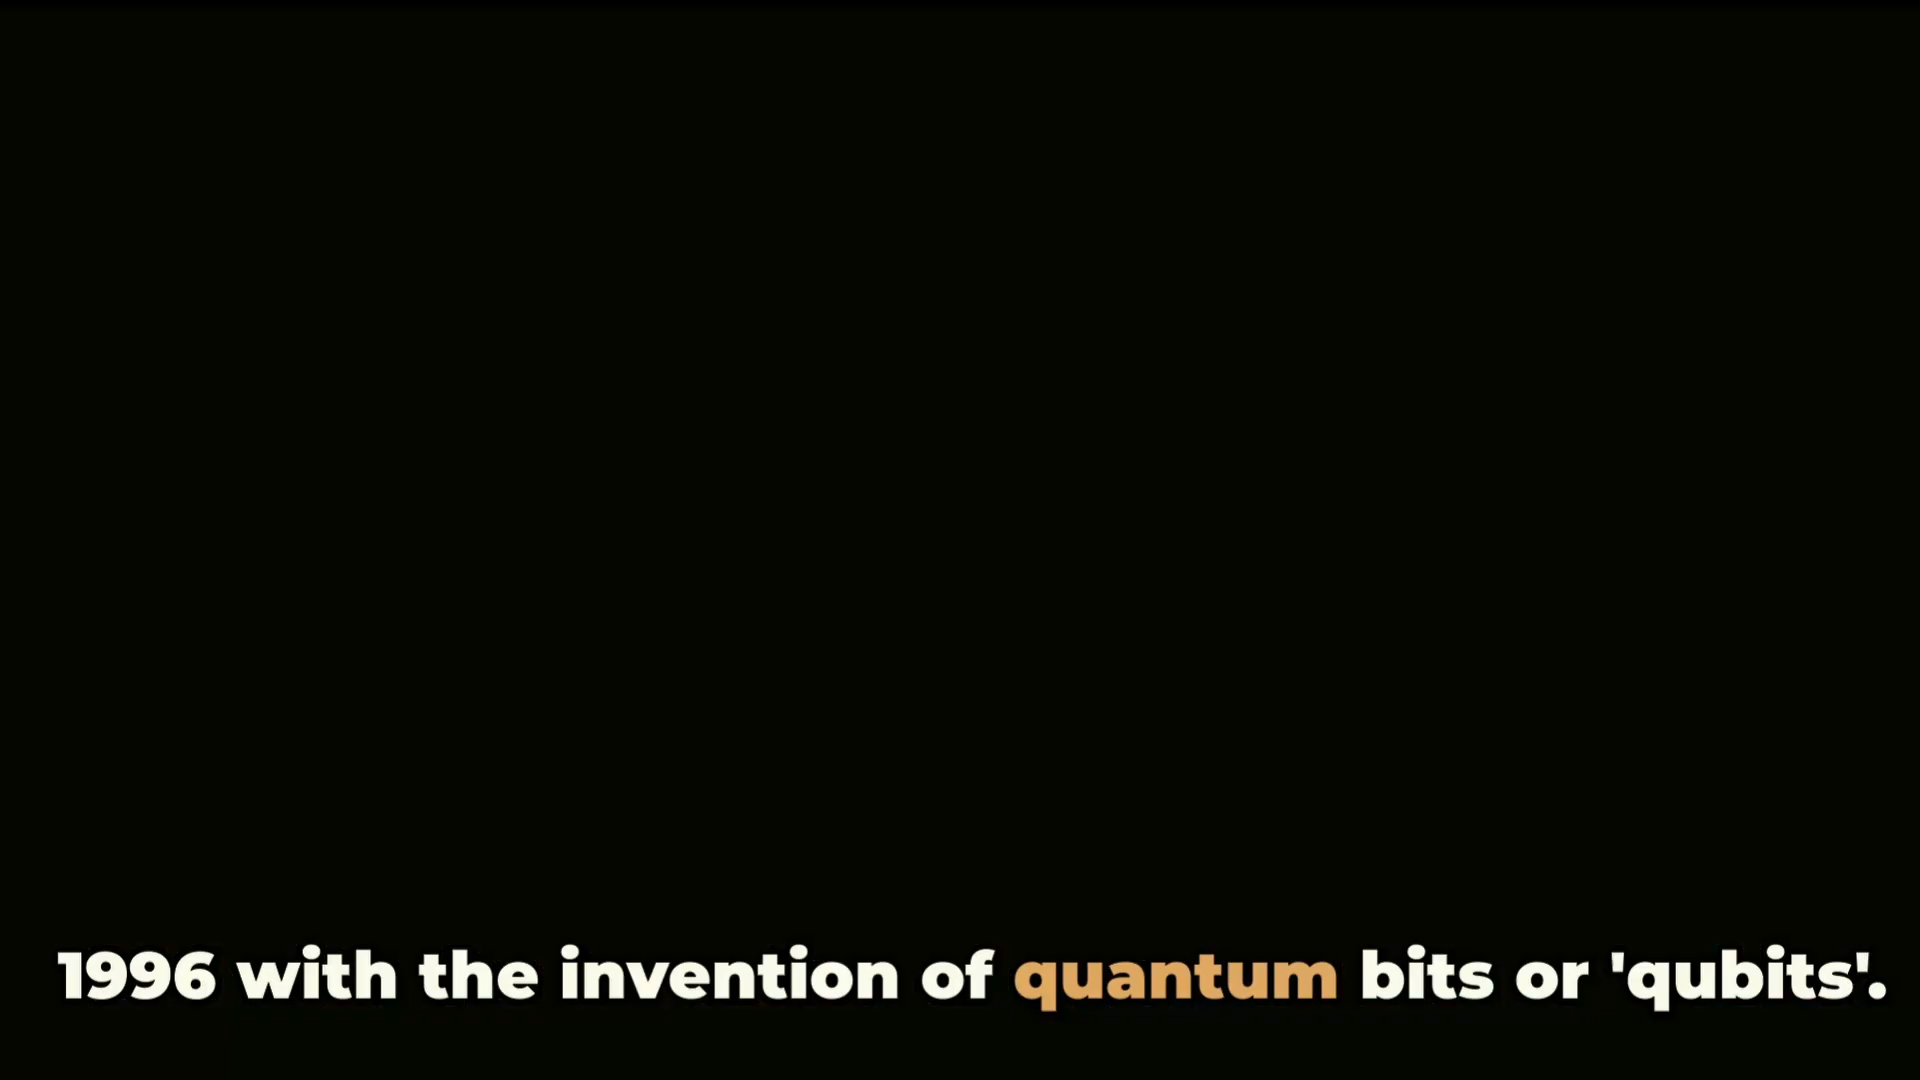 1996 with the invention of quantum bits or 'qubits'.